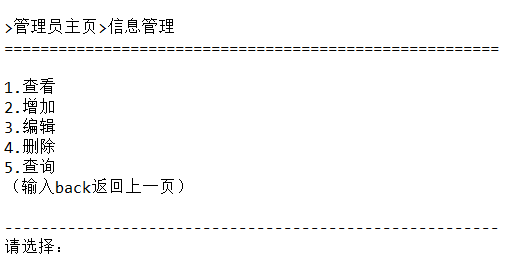 >管理员主页>信息管理
=======================================================
1.查看
2.增加
3.编辑
4.删除
5.查询
（输入back返回上一页）
-------------------------------------------------------
请选择：